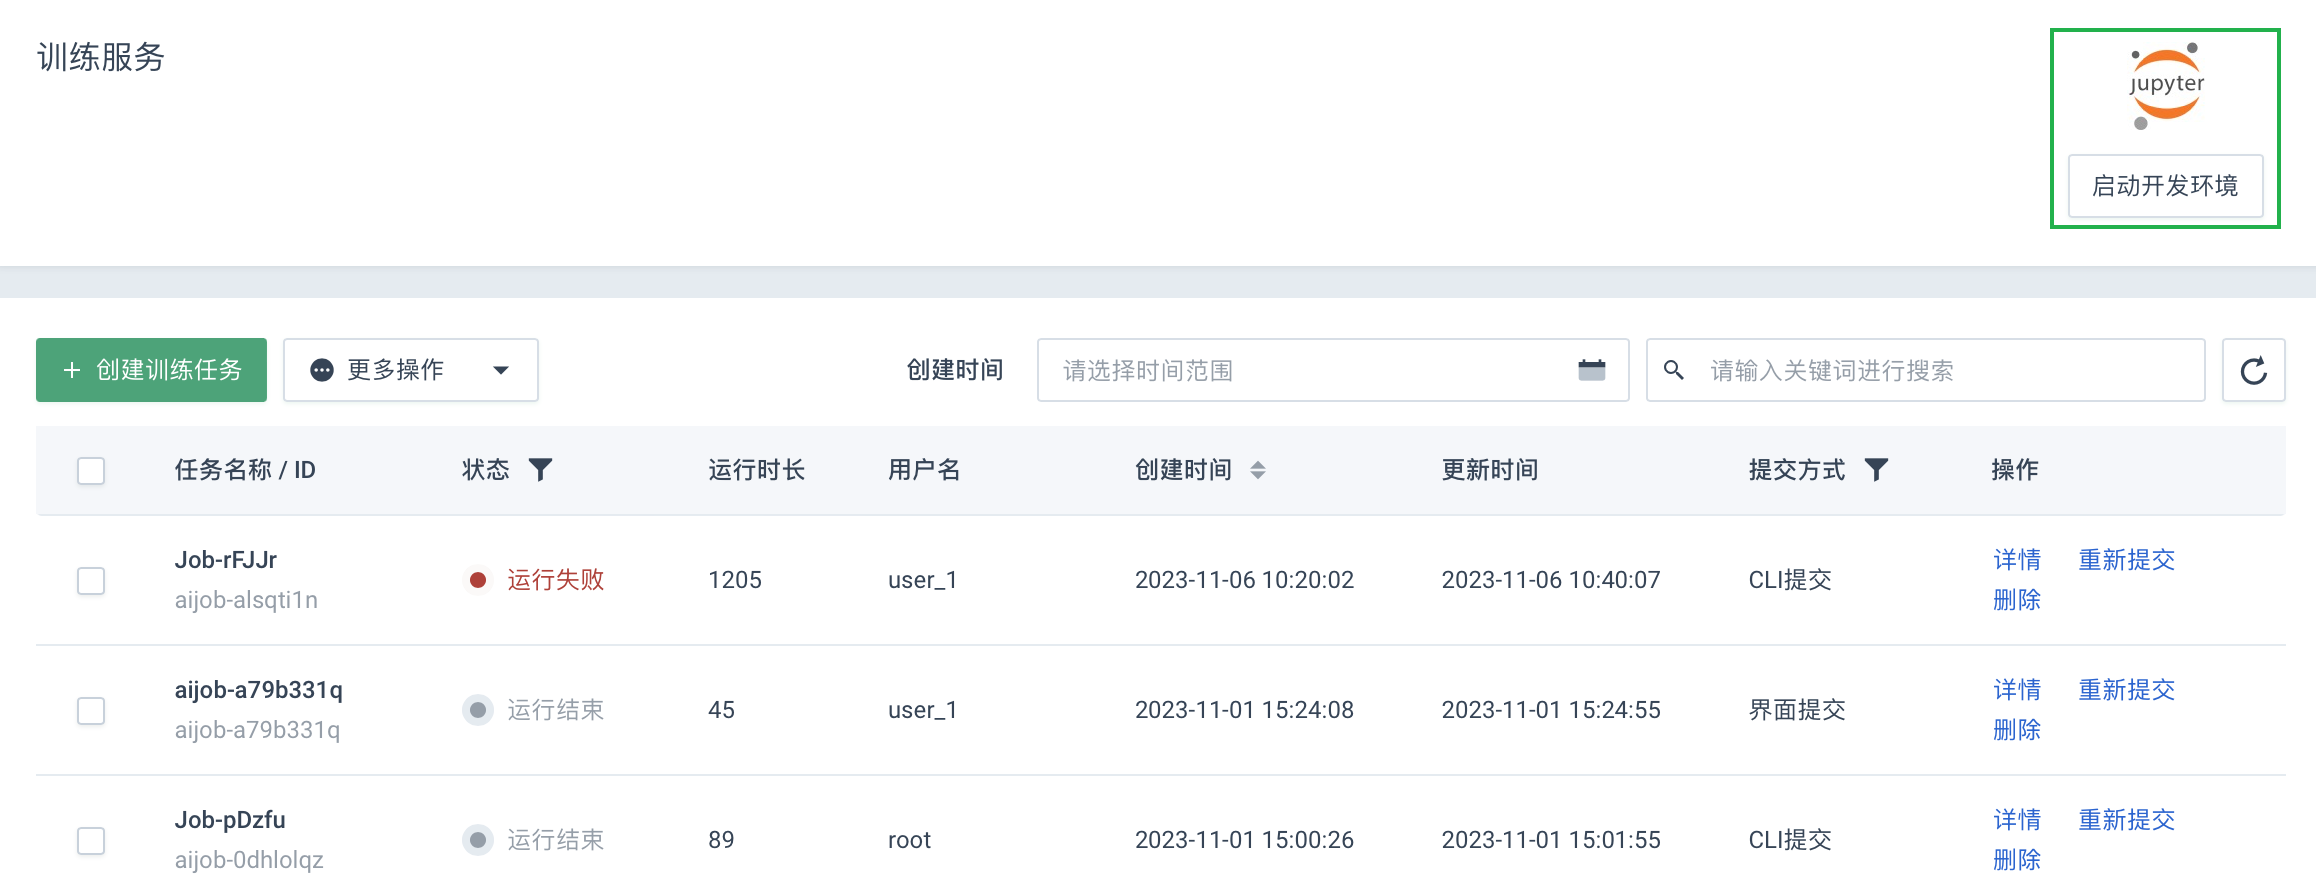 训练服务
jupyter
启动开发环境
+ 创建训练任务
更多操作
创建时间
请选择时间范围
请输入关键词进行搜索
任务名称 / ID 状态 运行时长 用户名 创建时间 更新时间 提交方式 操作
Job-rFJJr
aijob-alsqti1n
运行失败 1205 user_1 2023-11-06 10:20:02 2023-11-06 10:40:07 CLI提交
详情 重新提交
删除
aijob-a79b331q
aijob-a79b331q
运行结束 45 user_1 2023-11-01 15:24:08 2023-11-01 15:24:55 界面提交
详情 重新提交
删除
Job-pDzfu
aijob-0dhlolqz
运行结束 89 root 2023-11-01 15:00:26 2023-11-01 15:01:55 CLI提交
详情 重新提交
删除